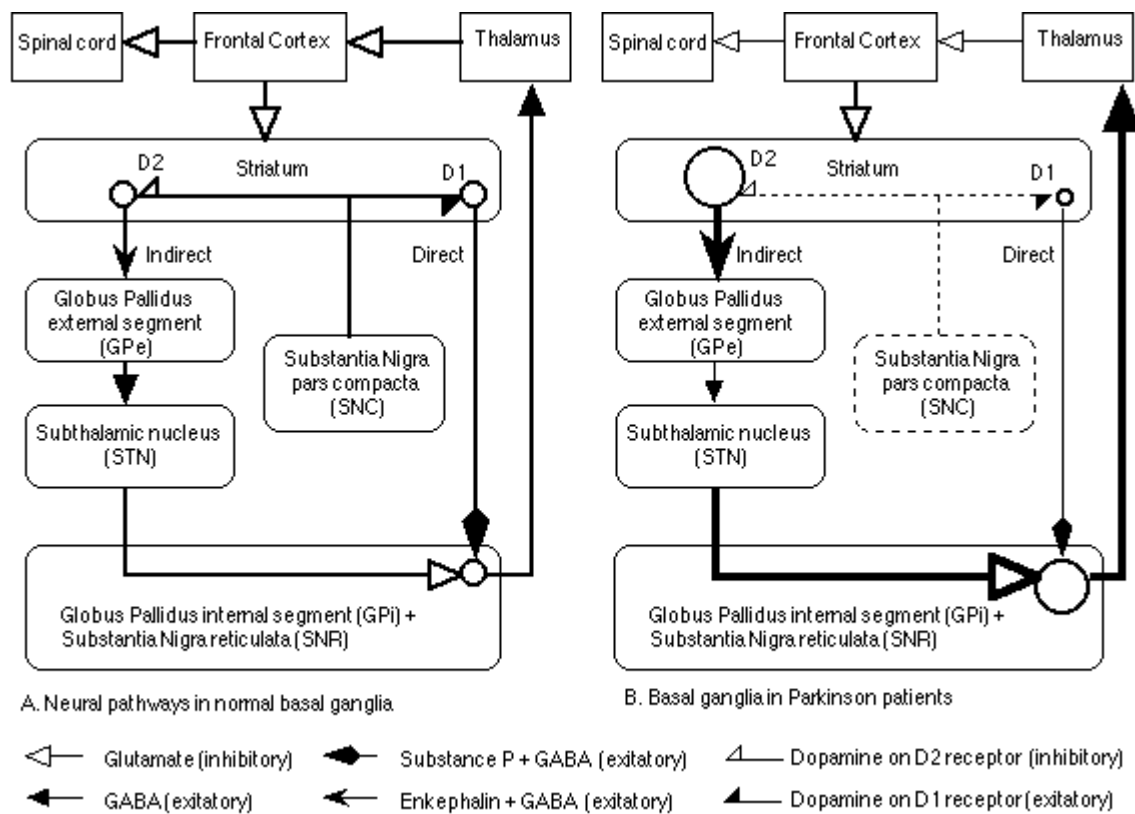 Spinal cord
Frontal Cortex
Thalamus
D2
Striatum
D1
Indirect
Direct
Globus Pallidus
external segment
(GPe)
Substantia Nigra
pars compacta
(SNC)
Subthalamic nucleus
(STN)
Globus Pallidus internal segment (GPi) +
Substantia Nigra reticulata (SNR)
A. Neural pathways in normal basal ganglia
Spinal cord
Frontal Cortex
Thalamus
D2
Striatum
D1
Indirect
Direct
Globus Pallidus
external segment
(GPe)
Substantia Nigra
pars compacta
(SNC)
Subthalamic nucleus
(STN)
Globus Pallidus internal segment (GPi) +
Substantia Nigra reticulata (SNR)
B. Basal ganglia in Parkinson patients
Glutamate (inhibitory)
Substance P + GABA (exitatory)
Dopamine on D2 receptor (inhibitory)
GABA (exitatory)
Enkephalin + GABA (exitatory)
Dopamine on D1 receptor (exitatory)